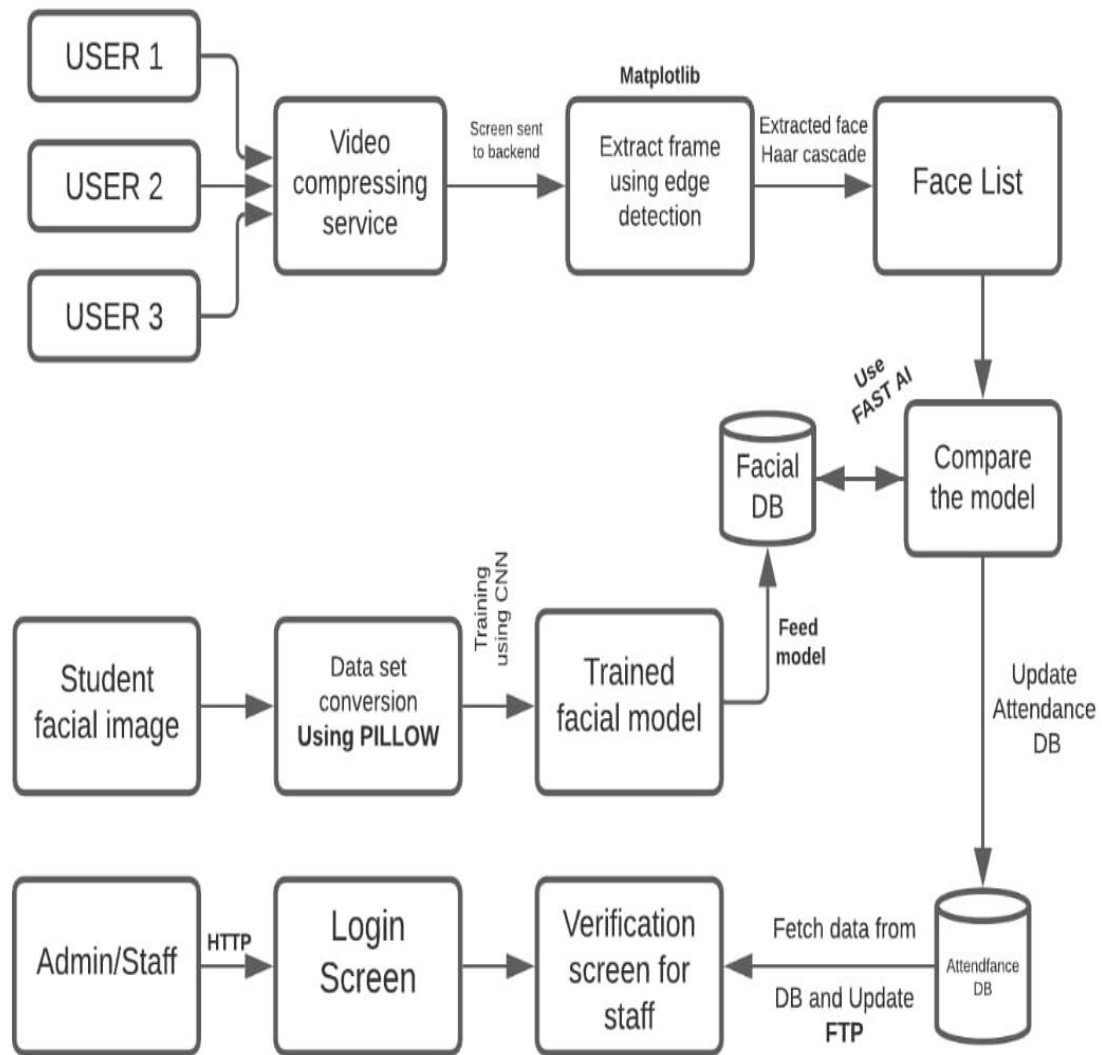 USER 1
USER 2
USER 3
Video
compressing
service
Screen sent
to backend
Matplotlib
Extract frame
using edge
detection
Extracted face
Haar cascade
Face List
Use
FAST AI
Facial
DB
Compare
the model
Student
facial image
Data set
conversion
Using PILLOW
Training
using CNN
Trained
facial model
Feed
model
Update
Attendance
DB
Admin/Staff
HTTP
Login
Screen
Verification
screen for
staff
Fetch data from
DB and Update
FTP
Attendfance
DB